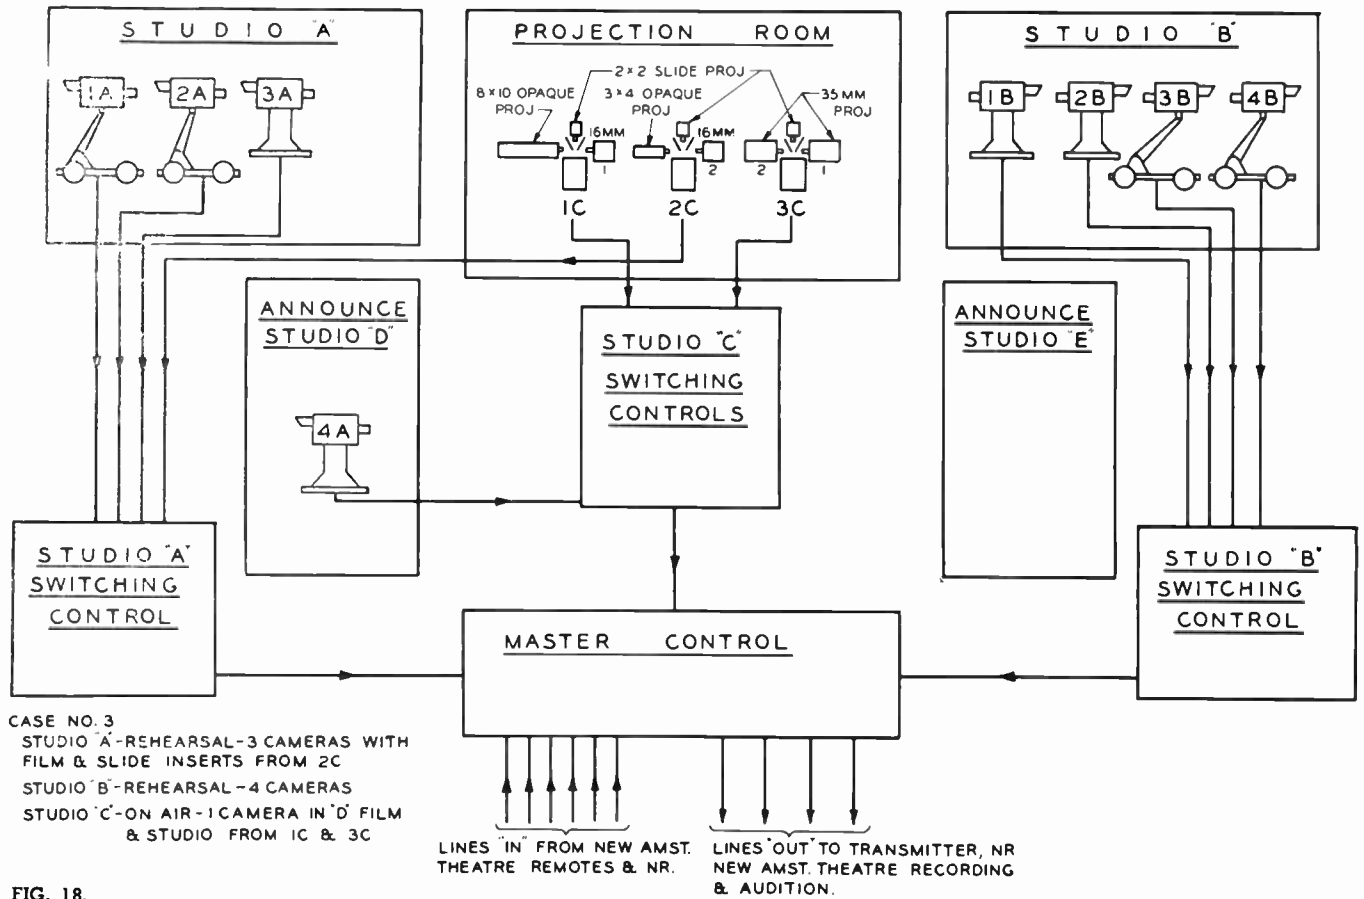 STUDIO "A"
1A
2A
3A
PROJECTION ROOM
2×2 SLIDE PROJ
8×10 OPAQUE
PROJ
3×4 OPAQUE
PROJ
35MM
PROJ
16MM
16MM
1
2
2
1
1C
2C
3C
STUDIO "B"
1B
2B
3B
4B
ANNOUNCE
STUDIO "D"
4A
STUDIO "C"
SWITCHING
CONTROLS
ANNOUNCE
STUDIO "E"
STUDIO "A"
SWITCHING
CONTROL
STUDIO "B"
SWITCHING
CONTROL
MASTER CONTROL
CASE NO. 3
STUDIO "A"-REHEARSAL-3 CAMERAS WITH
FILM & SLIDE INSERTS FROM 2C
STUDIO "B"-REHEARSAL-4 CAMERAS
STUDIO "C"-ON AIR-1 CAMERA IN "D" FILM
& STUDIO FROM 1C & 3C
LINES "IN" FROM NEW AMST.
THEATRE REMOTES & NR.
LINES "OUT" TO TRANSMITTER, NR
NEW AMST. THEATRE RECORDING
& AUDITION.
FIG. 18.